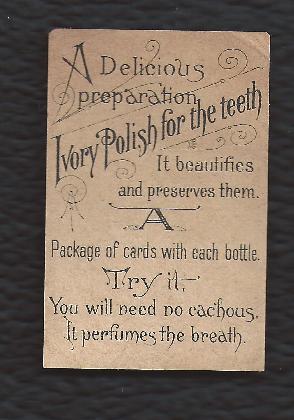 A Delicious
preparation
Ivory Polish for the teeth
It beautifies
and preserves them.
A
Package of cards with each bottle.
Try it,-
You will need no cachous.
It perfumes the breath.